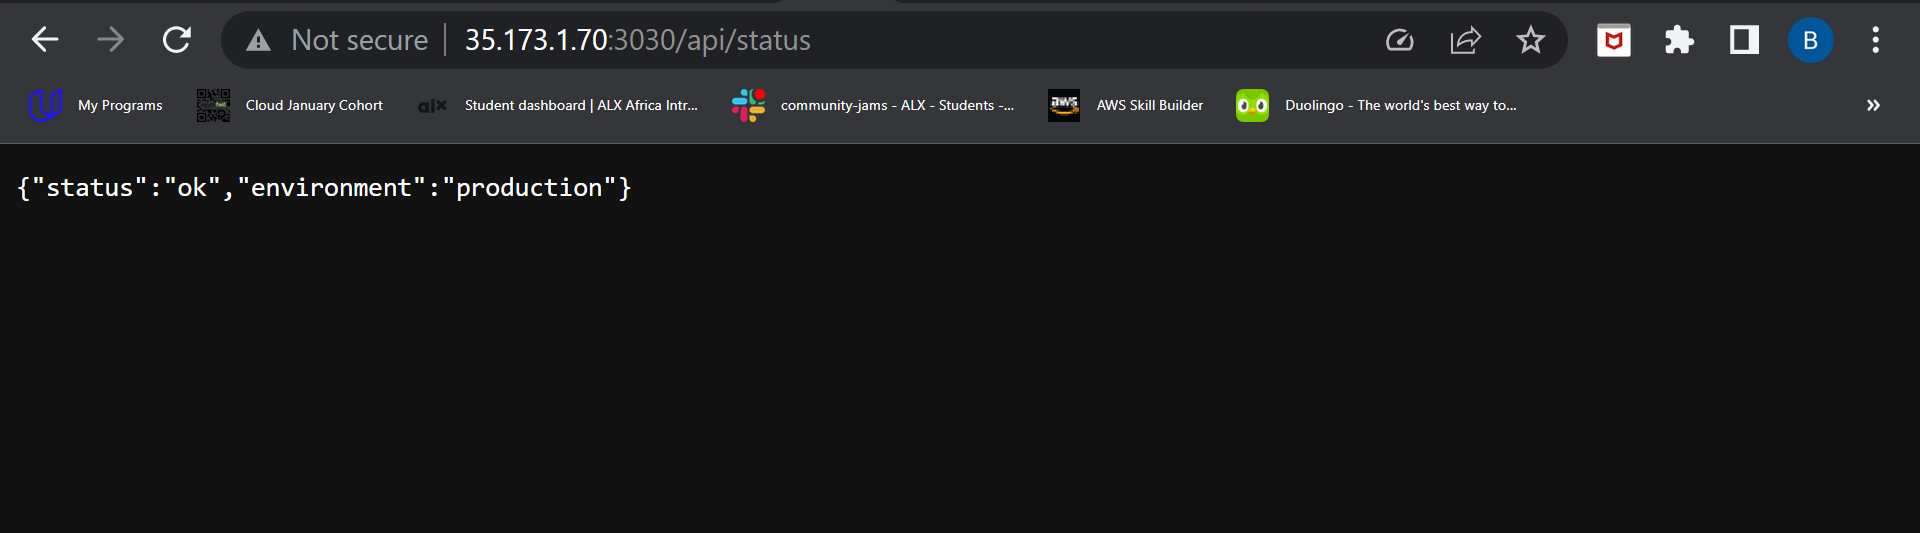 Not secure 35.173.1.70:3030/api/status
B
My Programs Cloud January Cohort alx Student dashboard | ALX Africa Intr... community-jams - ALX - Students -... aws AWS Skill Builder Duolingo - The world's best way to... »
{"status":"ok","environment":"production"}